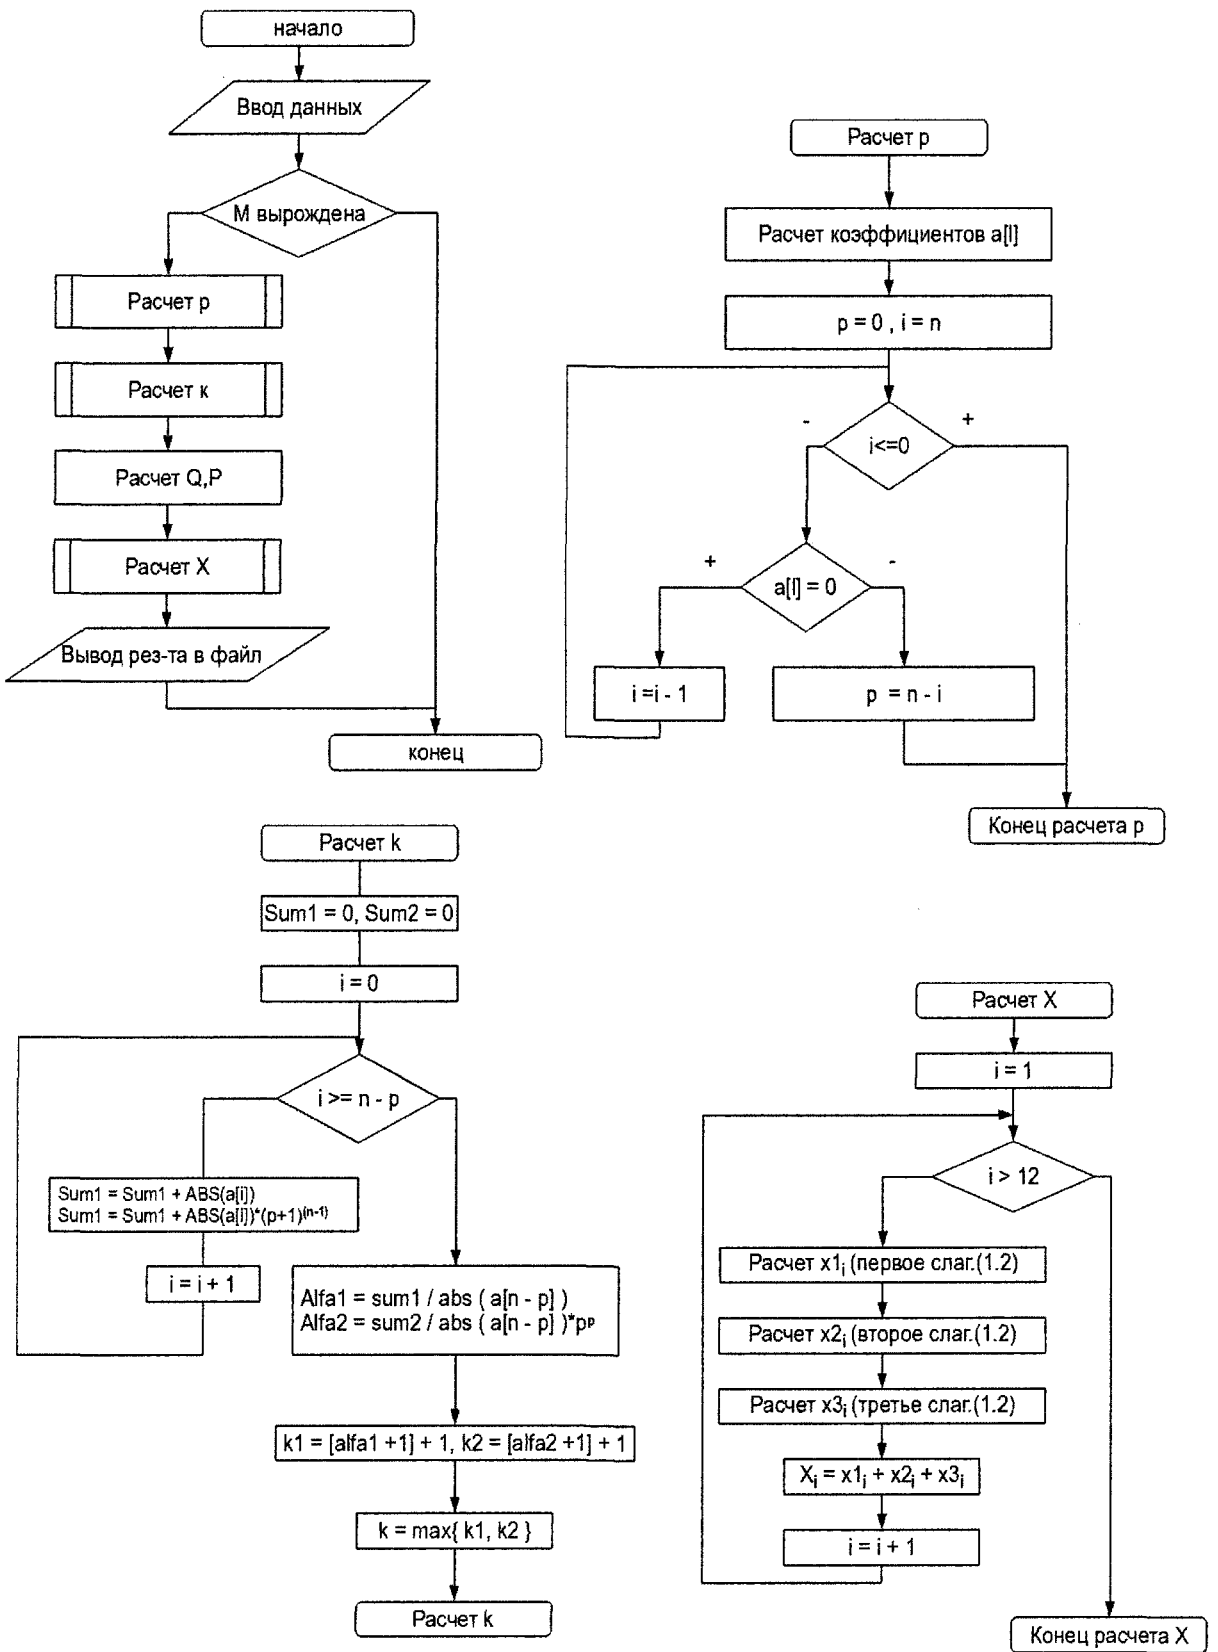 начало
Ввод данных
М вырождена
Расчет р
Расчет к
Расчет Q,P
Расчет X
Вывод рез-та в файл
конец
Расчет р
Расчет коэффициентов a[l]
p = 0 , i = n
i<=0
-
+
a[l] = 0
+
-
i =i - 1
p = n - i
Конец расчета р
Расчет k
Sum1 = 0, Sum2 = 0
i = 0
i >= n - p
Sum1 = Sum1 + ABS(a[i])
Sum1 = Sum1 + ABS(a[i])*(p+1)(n-1)
i = i + 1
Alfa1 = sum1 / abs ( a[n - p] )
Alfa2 = sum2 / abs ( a[n - p] )*pp
k1 = [alfa1 +1] + 1, k2 = [alfa2 +1] + 1
k = max{ k1, k2 }
Расчет k
Расчет X
i = 1
i > 12
Расчет x1i (первое слаг.(1.2)
Расчет x2i (второе слаг.(1.2)
Расчет x3i (третье слаг.(1.2)
Xi = x1i + x2i + x3i
i = i + 1
Конец расчета X